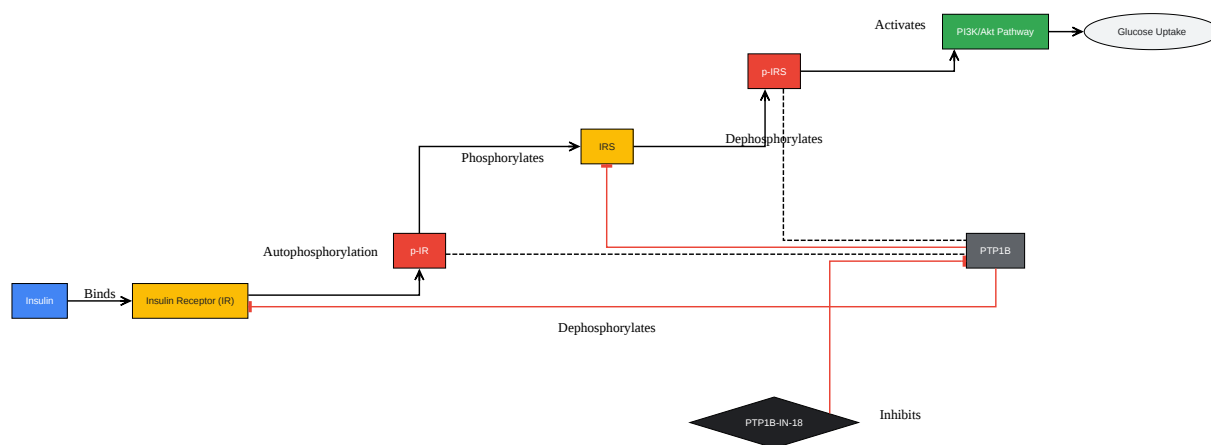 Activates
PI3K/Akt Pathway
Glucose Uptake
p-IRS
Dephosphorylates
IRS
Phosphorylates
Autophosphorylation
p-IR
PTP1B
Insulin
Binds
Insulin Receptor (IR)
Dephosphorylates
PTP1B-IN-18
Inhibits